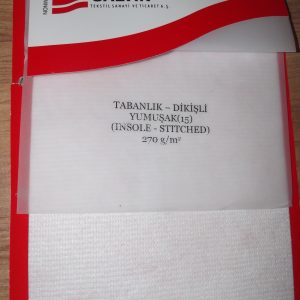 TEKSTİL SANAYİ VE TİCARET A.Ş.
TABANLIK – DİKİŞLİ
YUMUŞAK(15)
(INSOLE - STITCHED)
270 g/m²